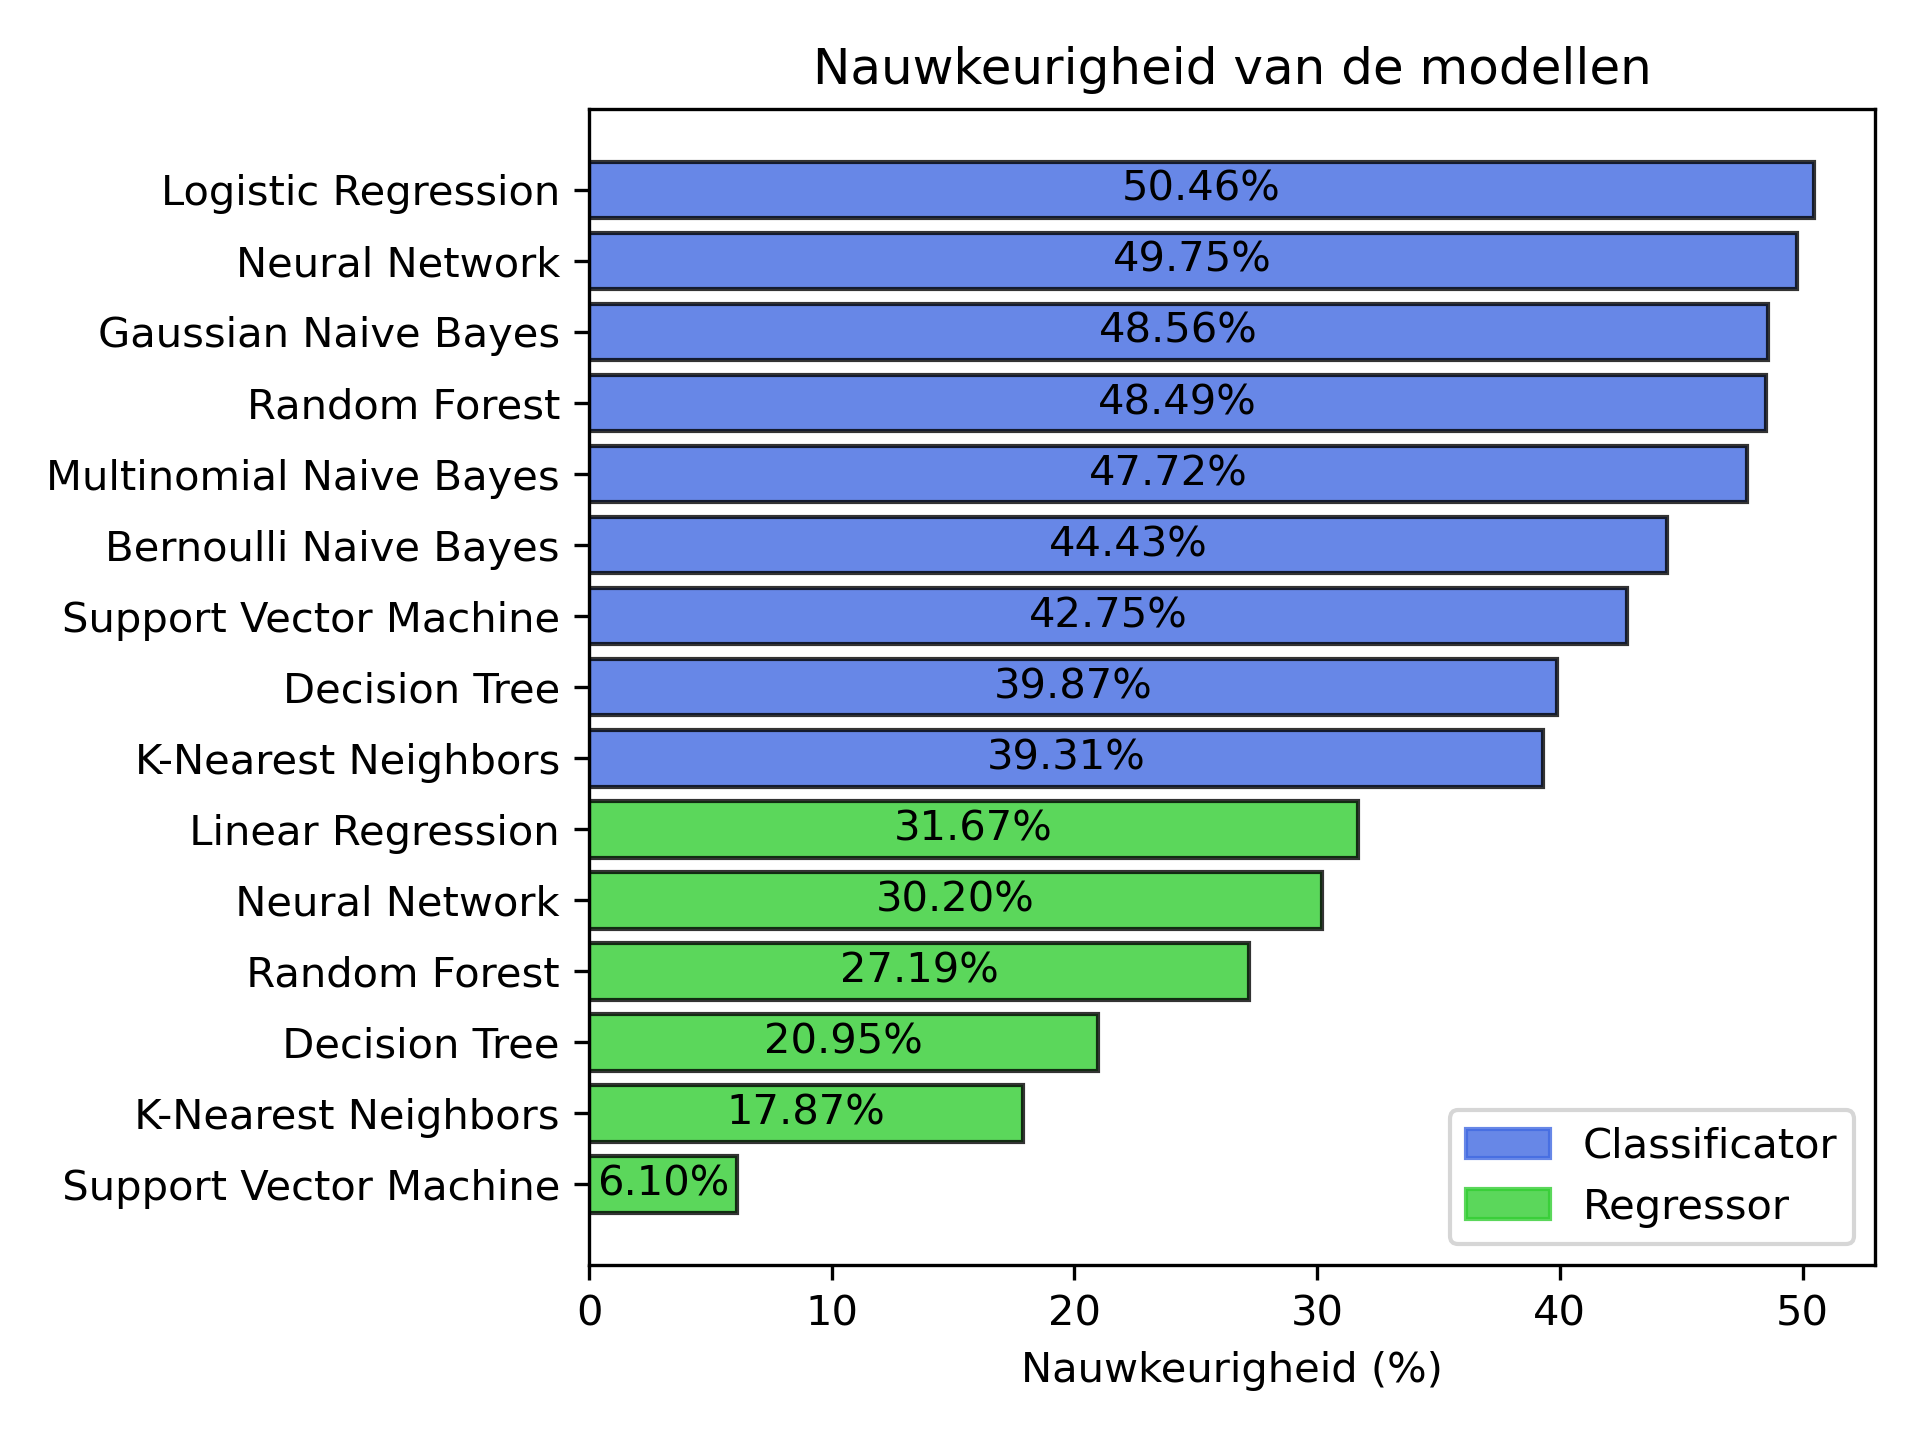 Nauwkeurigheid van de modellen
Logistic Regression 50.46%
Neural Network 49.75%
Gaussian Naive Bayes 48.56%
Random Forest 48.49%
Multinomial Naive Bayes 47.72%
Bernoulli Naive Bayes 44.43%
Support Vector Machine 42.75%
Decision Tree 39.87%
K-Nearest Neighbors 39.31%
Linear Regression 31.67%
Neural Network 30.20%
Random Forest 27.19%
Decision Tree 20.95%
K-Nearest Neighbors 17.87%
Support Vector Machine 6.10%
Classificator
Regressor
0 10 20 30 40 50
Nauwkeurigheid (%)